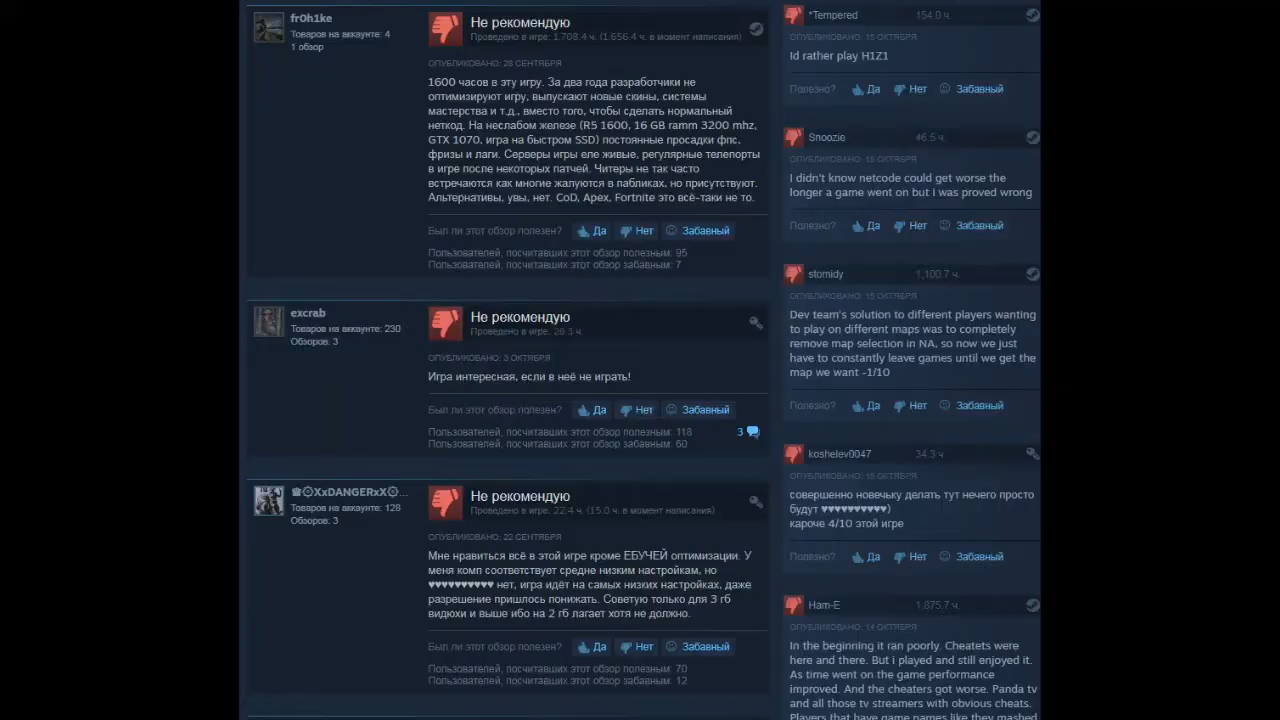 fr0h1ke
Товаров на аккаунте: 4
1 обзор
Не рекомендую
Проведено в игре: 1,708.4 ч. (1,656.4 ч. в момент написания)
ОПУБЛИКОВАНО: 28 СЕНТЯБРЯ
1600 часов в эту игру. За два года разработчики не
оптимизируют игру, выпускают новые скины, системы
мастерства и т.д., вместо того, чтобы сделать нормальный
неткод. На неслабом железе (R5 1600, 16 GB ramm 3200 mhz,
GTX 1070, игра на быстром SSD) постоянные просадки фпс,
фризы и лаги. Серверы игры еле живые, регулярные телепорты
в игре после некоторых патчей. Читеры не так часто
встречаются как многие жалуются в пабликах, но присутствуют.
Альтернативы, увы, нет. CoD, Apex, Fortnite это всё-таки не то.
Был ли этот обзор полезен? Да Нет Забавный
Пользователей, посчитавших этот обзор полезным: 95
Пользователей, посчитавших этот обзор забавным: 7
excrab
Товаров на аккаунте: 230
Обзоров: 3
Не рекомендую
Проведено в игре: 28.3 ч.
ОПУБЛИКОВАНО: 3 ОКТЯБРЯ
Игра интересная, если в неё не играть!
Был ли этот обзор полезен? Да Нет Забавный
Пользователей, посчитавших этот обзор полезным: 118
3
Пользователей, посчитавших этот обзор забавным: 60
♛۞XxDANGERxX۞...
Товаров на аккаунте: 128
Обзоров: 3
Не рекомендую
Проведено в игре: 22.4 ч. (15.0 ч. в момент написания)
ОПУБЛИКОВАНО: 22 СЕНТЯБРЯ
Мне нравиться всё в этой игре кроме ЕБУЧЕЙ оптимизации. У
меня комп соответствует средне низким настройкам, но
♥♥♥♥♥♥♥♥♥♥ нет, игра идёт на самых низких настройках, даже
разрешение пришлось понижать. Советую только для 3 гб
видюхи и выше ибо на 2 гб лагает хотя не должно.
Был ли этот обзор полезен? Да Нет Забавный
Пользователей, посчитавших этот обзор полезным: 70
Пользователей, посчитавших этот обзор забавным: 12
*Tempered 154.0 ч.
ОПУБЛИКОВАНО: 15 ОКТЯБРЯ
Id rather play H1Z1
Полезно? Да Нет Забавный
Snoozie 46.5 ч.
ОПУБЛИКОВАНО: 15 ОКТЯБРЯ
I didn't know netcode could get worse the
longer a game went on but i was proved wrong
Полезно? Да Нет Забавный
stomidy 1,100.7 ч.
ОПУБЛИКОВАНО: 15 ОКТЯБРЯ
Dev team's solution to different players wanting
to play on different maps was to completely
remove map selection in NA, so now we just
have to constantly leave games until we get the
map we want -1/10
Полезно? Да Нет Забавный
koshelev0047 34.3 ч.
ОПУБЛИКОВАНО: 15 ОКТЯБРЯ
совершенно новечьку делать тут нечего просто
будут ♥♥♥♥♥♥♥♥♥♥)
кароче 4/10 этой игре
Полезно? Да Нет Забавный
Ham-E 1,875.7 ч.
ОПУБЛИКОВАНО: 14 ОКТЯБРЯ
In the beginning it ran poorly. Cheatets were
here and there. But i played and still enjoyed it.
As time went on the game performance
improved. And the cheaters got worse. Panda tv
and all those tv streamers with obvious cheats.
Players that have game names like they mashed